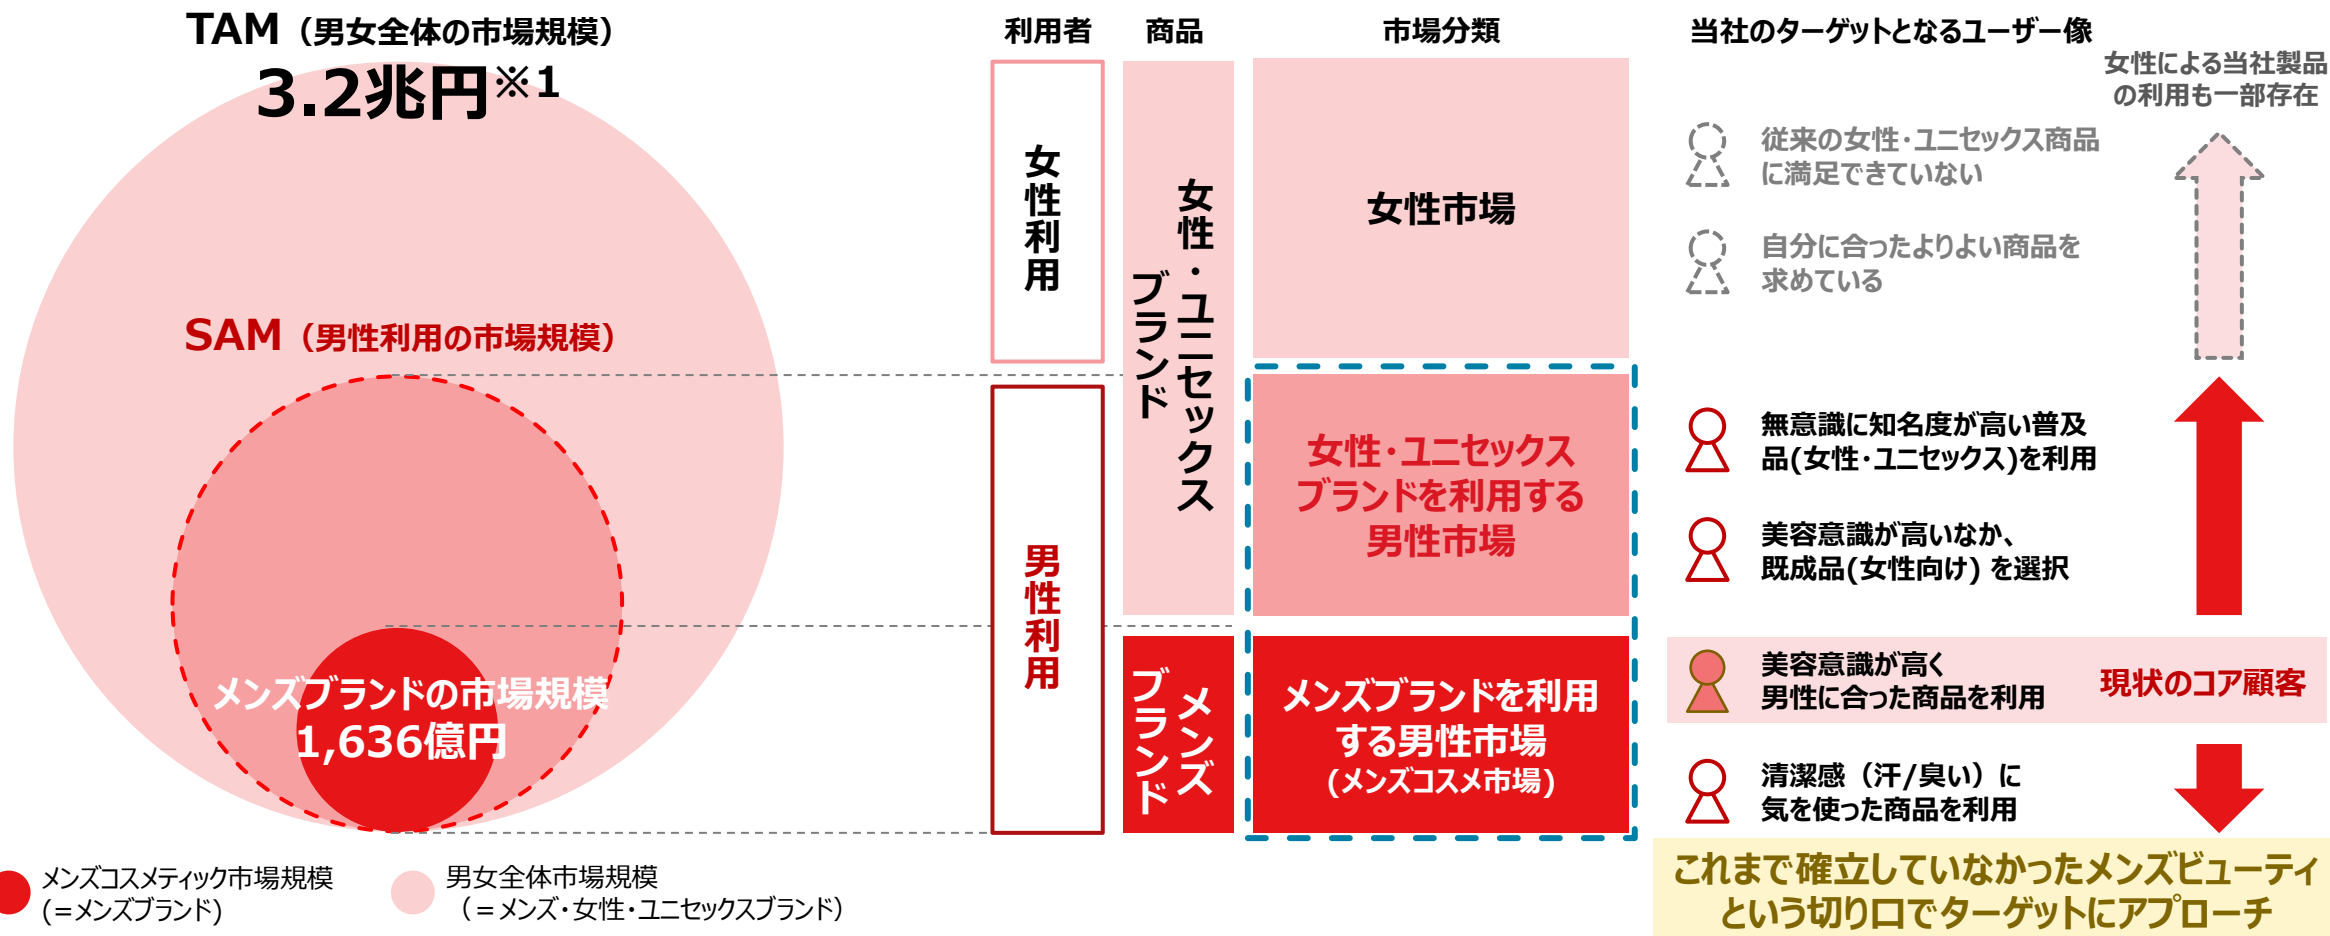 TAM（男女全体の市場規模）
3.2兆円※1
SAM（男性利用の市場規模）
メンズブランドの市場規模
1,636億円
メンズコスメティック市場規模
(＝メンズブランド)
男女全体市場規模
（＝メンズ・女性・ユニセックスブランド）
利用者
女性利用
男性利用
商品
女性・ユニセックス
ブランド
メンズ
ブランド
市場分類
女性市場
女性・ユニセックス
ブランドを利用する
男性市場
メンズブランドを利用
する男性市場
(メンズコスメ市場)
当社のターゲットとなるユーザー像
女性による当社製品
の利用も一部存在
従来の女性・ユニセックス商品
に満足できていない
自分に合ったよりよい商品を
求めている
無意識に知名度が高い普及
品(女性・ユニセックス)を利用
美容意識が高いなか、
既成品(女性向け) を選択
美容意識が高く
男性に合った商品を利用
現状のコア顧客
清潔感（汗/臭い）に
気を使った商品を利用
これまで確立していなかったメンズビューティ
という切り口でターゲットにアプローチ